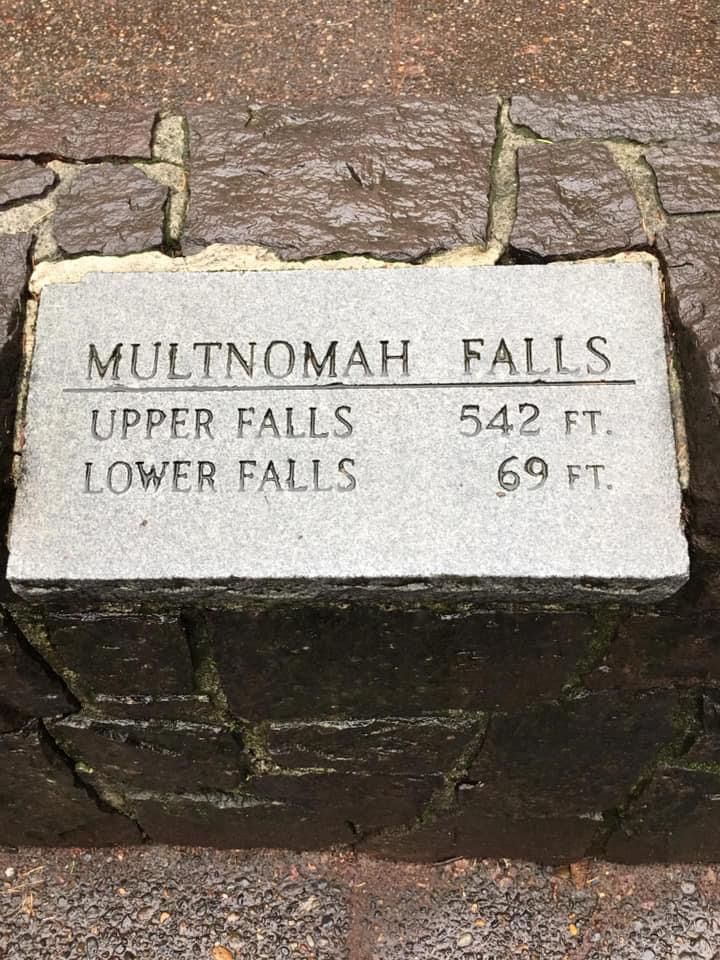 MULTNOMAH FALLS
UPPER FALLS 542 FT.
LOWER FALLS 69 FT.